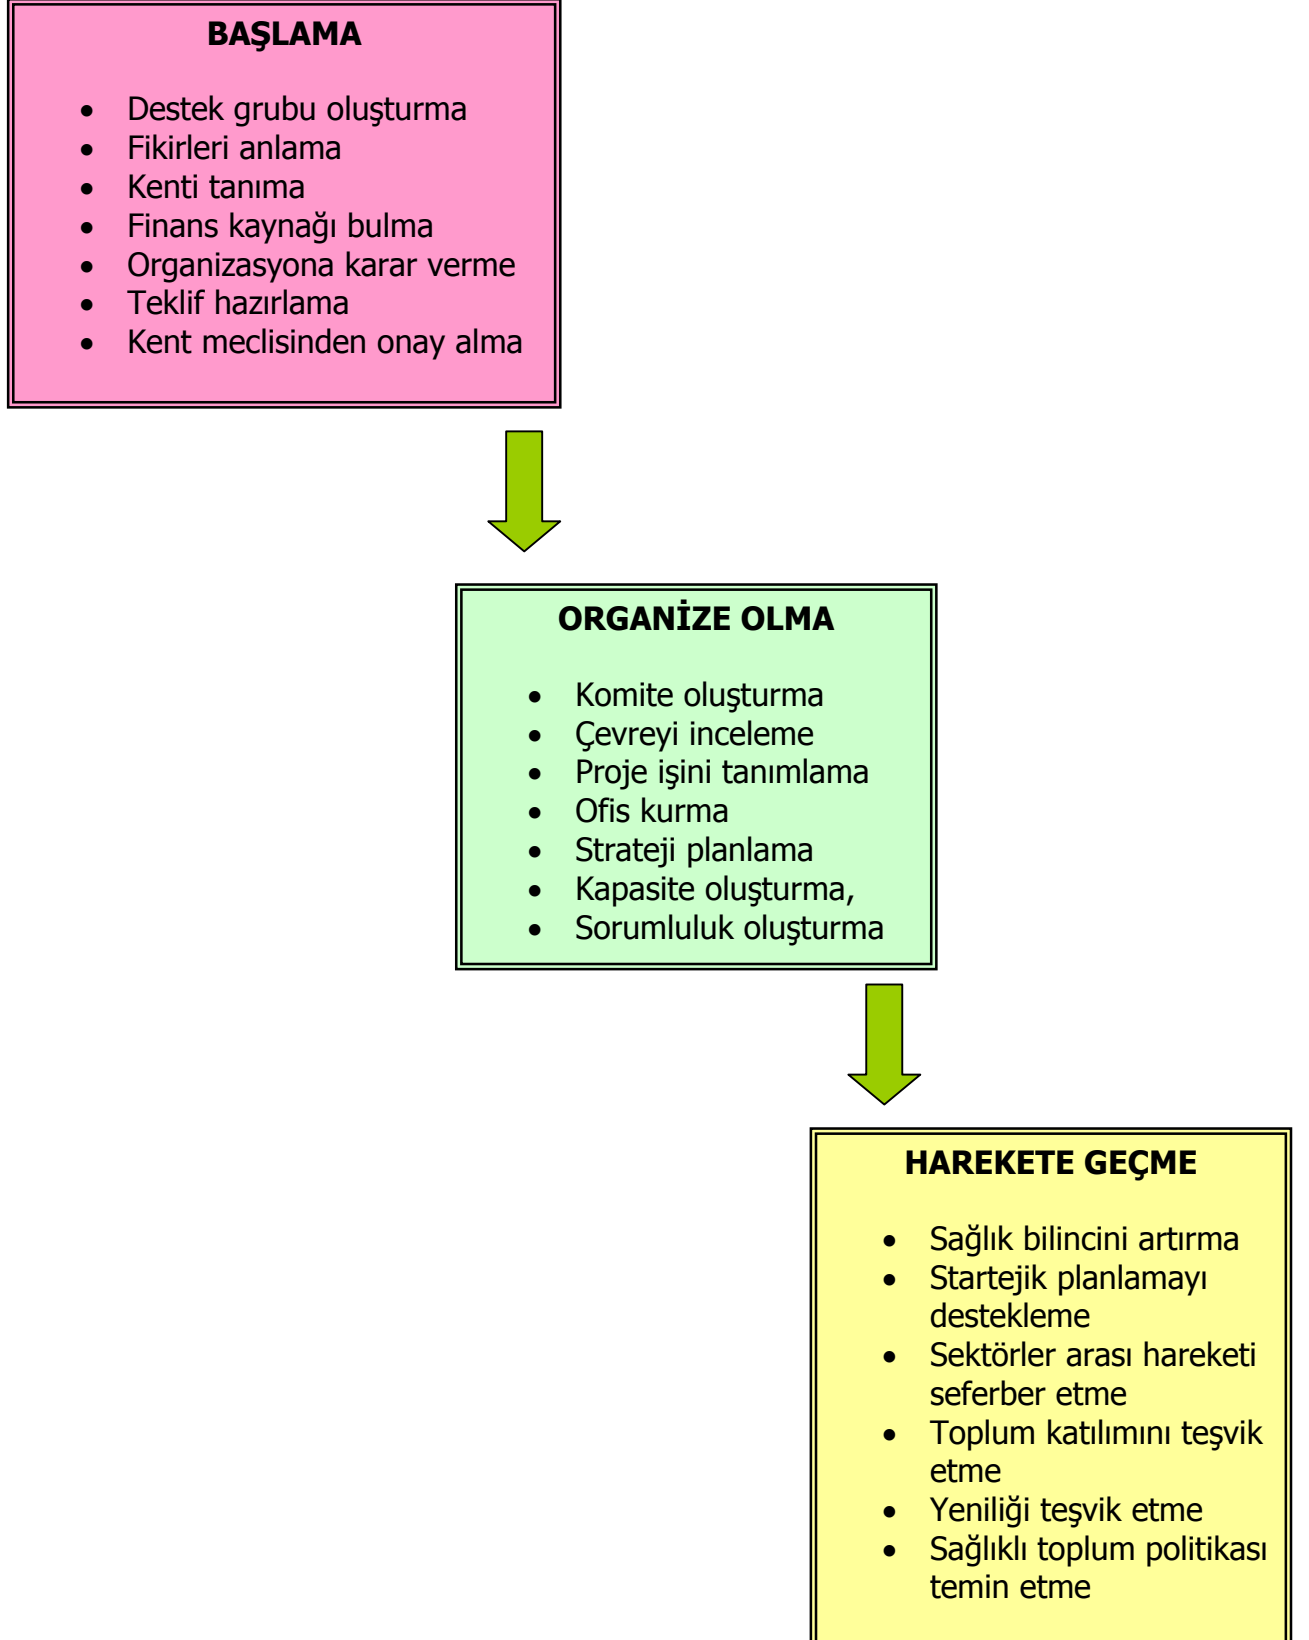 BAŞLAMA
• Destek grubu oluşturma
• Fikirleri anlama
• Kenti tanıma
• Finans kaynağı bulma
• Organizasyona karar verme
• Teklif hazırlama
• Kent meclisinden onay alma
ORGANİZE OLMA
• Komite oluşturma
• Çevreyi inceleme
• Proje işini tanımlama
• Ofis kurma
• Strateji planlama
• Kapasite oluşturma,
• Sorumluluk oluşturma
HAREKETE GEÇME
• Sağlık bilincini artırma
• Startejik planlamayı
destekleme
• Sektörler arası hareketi
seferber etme
• Toplum katılımını teşvik
etme
• Yeniliği teşvik etme
• Sağlıklı toplum politikası
temin etme